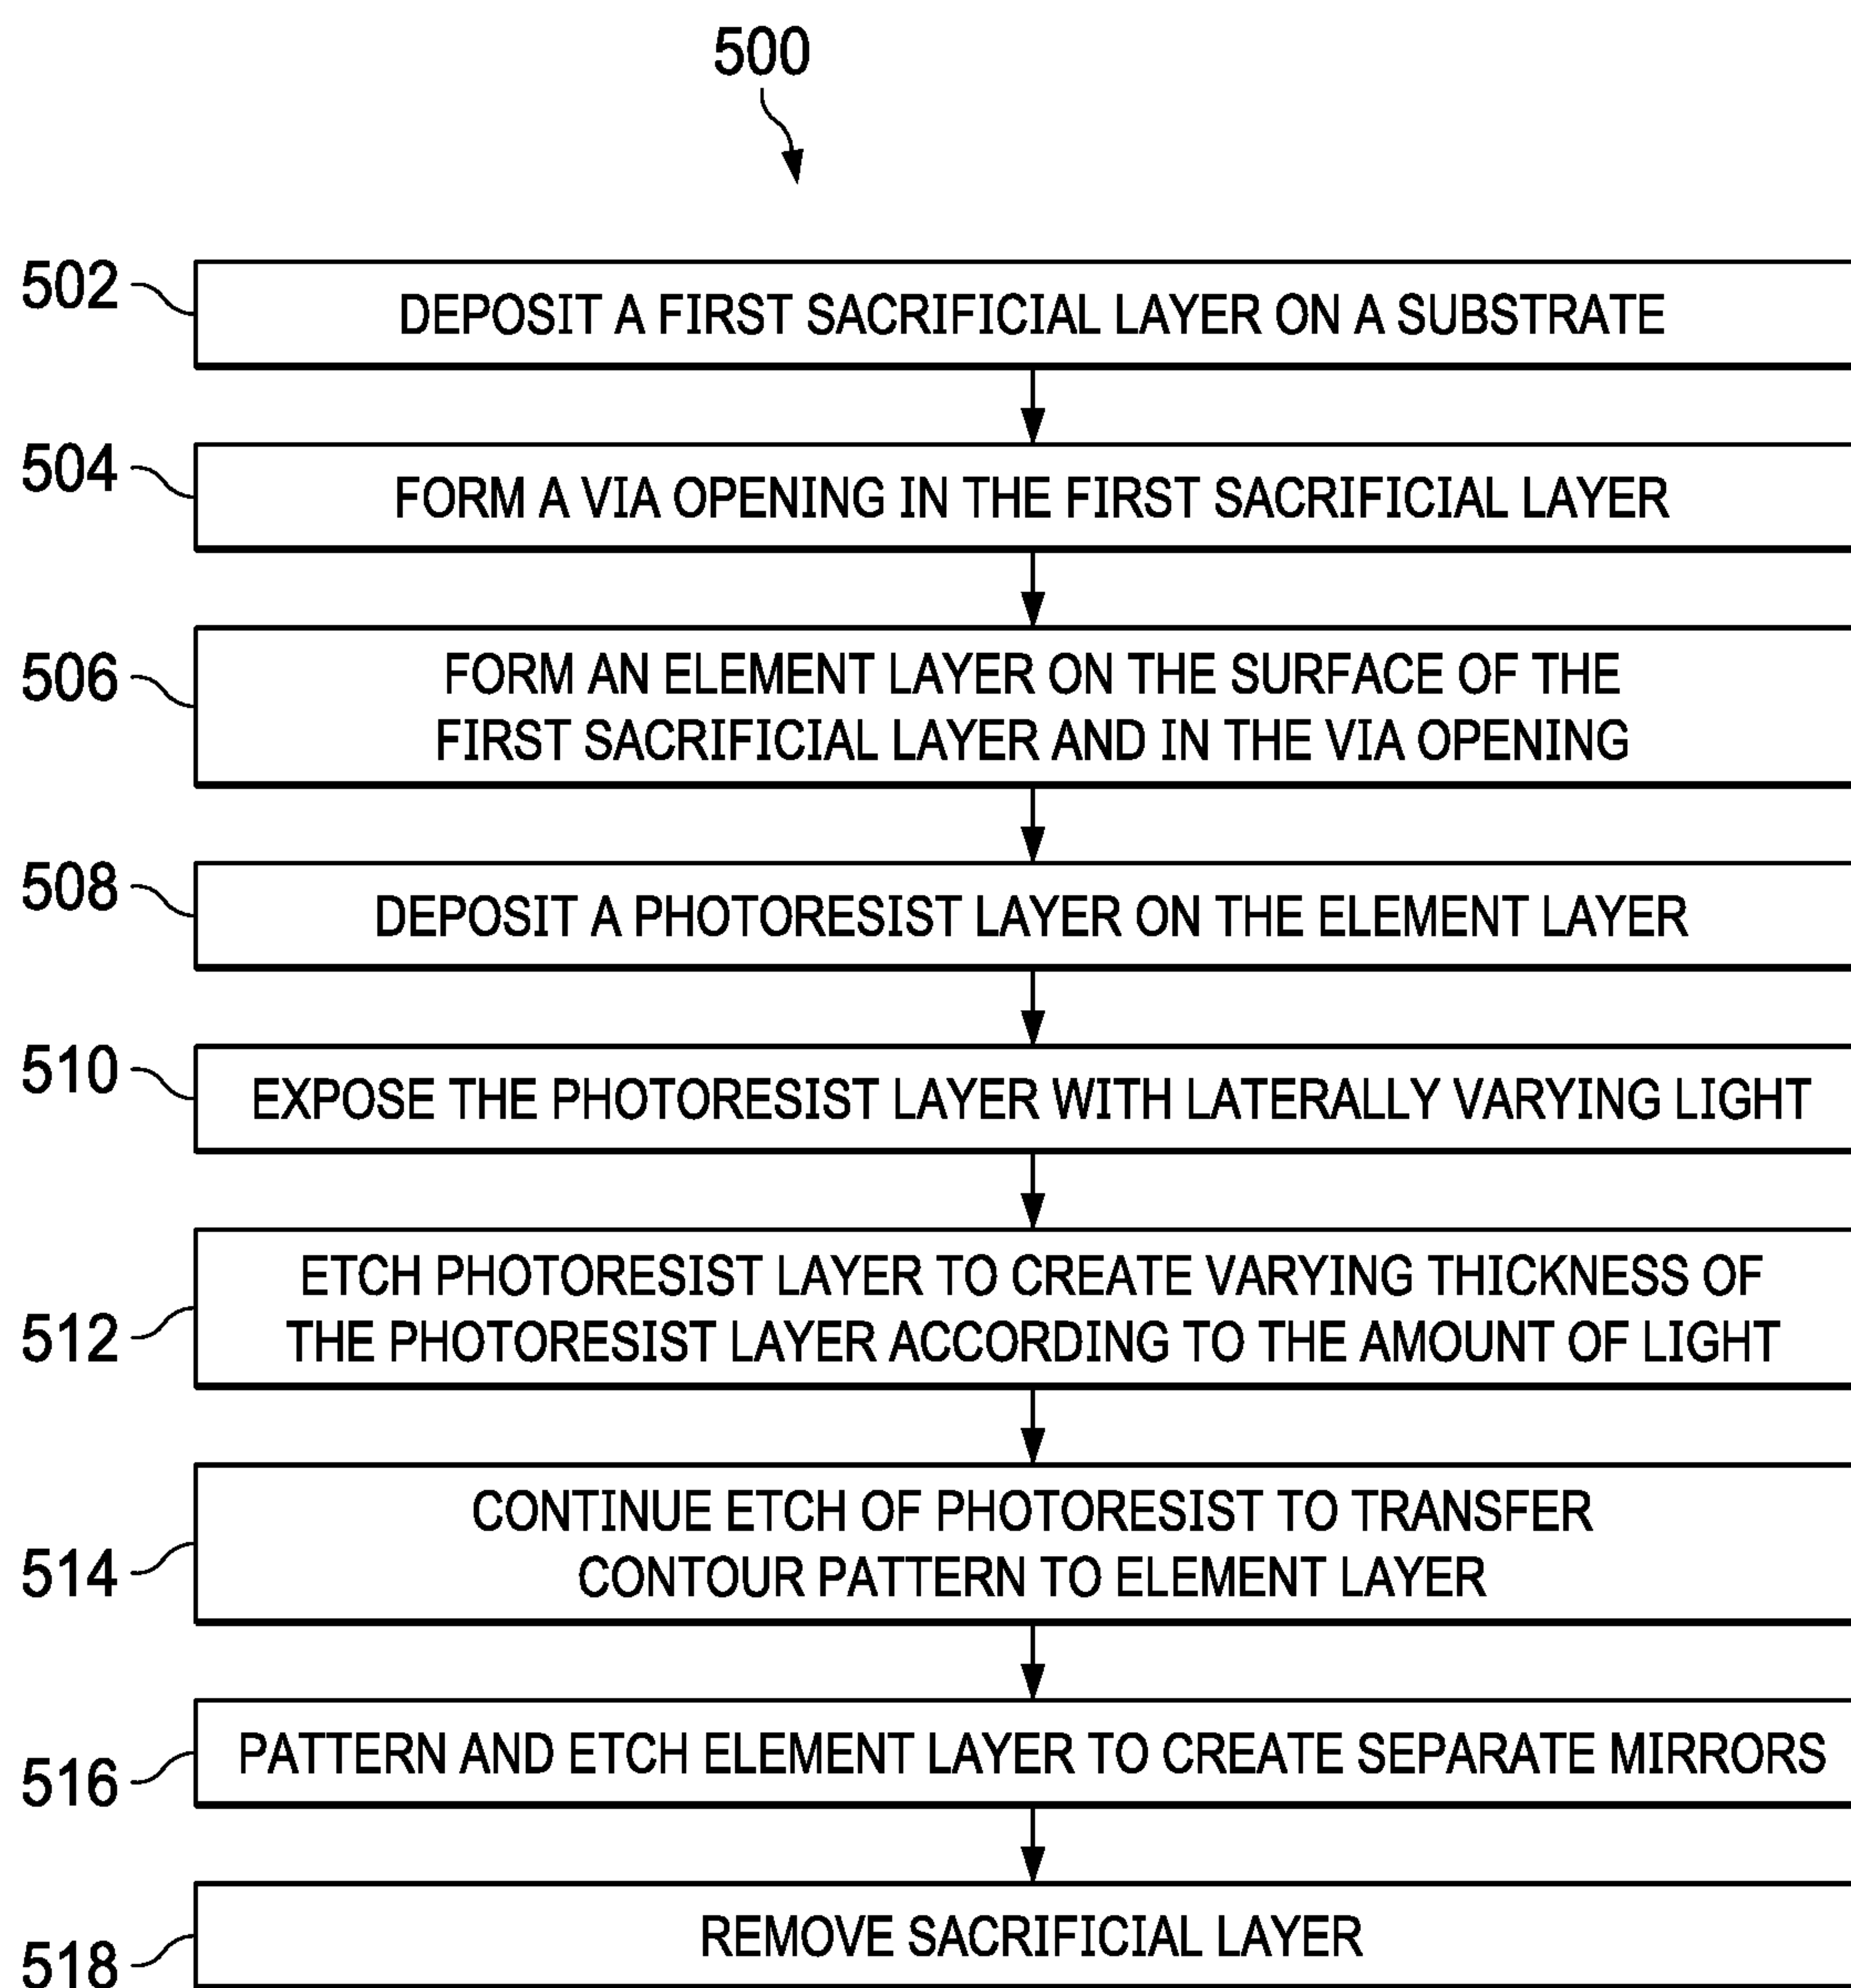 500
502 DEPOSIT A FIRST SACRIFICIAL LAYER ON A SUBSTRATE
504 FORM A VIA OPENING IN THE FIRST SACRIFICIAL LAYER
506 FORM AN ELEMENT LAYER ON THE SURFACE OF THE
FIRST SACRIFICIAL LAYER AND IN THE VIA OPENING
508 DEPOSIT A PHOTORESIST LAYER ON THE ELEMENT LAYER
510 EXPOSE THE PHOTORESIST LAYER WITH LATERALLY VARYING LIGHT
ETCH PHOTORESIST LAYER TO CREATE VARYING THICKNESS OF
512 THE PHOTORESIST LAYER ACCORDING TO THE AMOUNT OF LIGHT
CONTINUE ETCH OF PHOTORESIST TO TRANSFER
514 CONTOUR PATTERN TO ELEMENT LAYER
516 PATTERN AND ETCH ELEMENT LAYER TO CREATE SEPARATE MIRRORS
518 REMOVE SACRIFICIAL LAYER